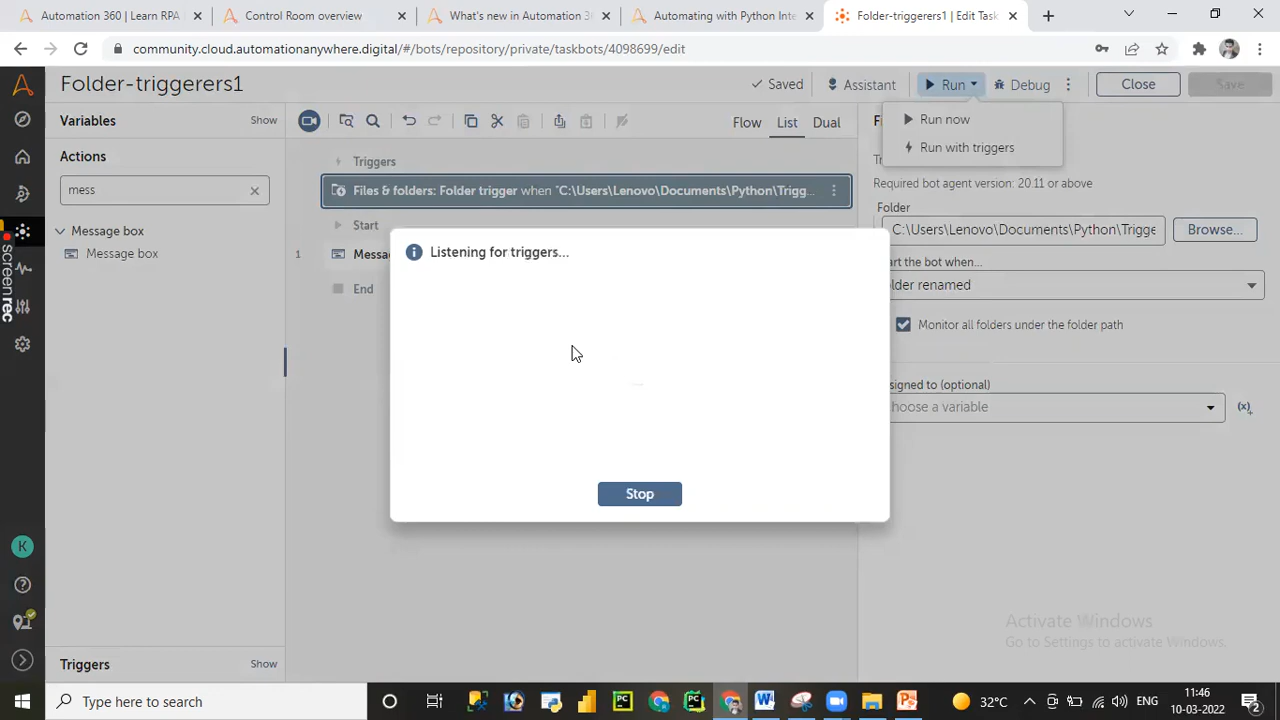 Automation 360 | Learn RPA
Control Room overview
What's new in Automation 3
Automating with Python Inte
Folder-triggerers1 | Edit Task
community.cloud.automationanywhere.digital/#/bots/repository/private/taskbots/4098699/edit
Folder-triggerers1
Saved
Assistant
Run
Debug
Close
Save
Variables
Show
Flow
List
Dual
Run now
Run with triggers
Actions
mess
Message box
Message box
Triggers
Files & folders: Folder trigger when "C:\Users\Lenovo\Documents\Python\Trigg...
Start
1
Messa
End
Required bot agent version: 20.11 or above
Folder
C:\Users\Lenovo\Documents\Python\Trigge
Browse...
art the bot when...
older renamed
Monitor all folders under the folder path
signed to (optional)
hoose a variable
(x)
Listening for triggers...
Stop
screenrec
K
Triggers
Show
Activate Windows
Go to Settings to activate Windows.
Type here to search
32°C
ENG
11:46
10-03-2022
2